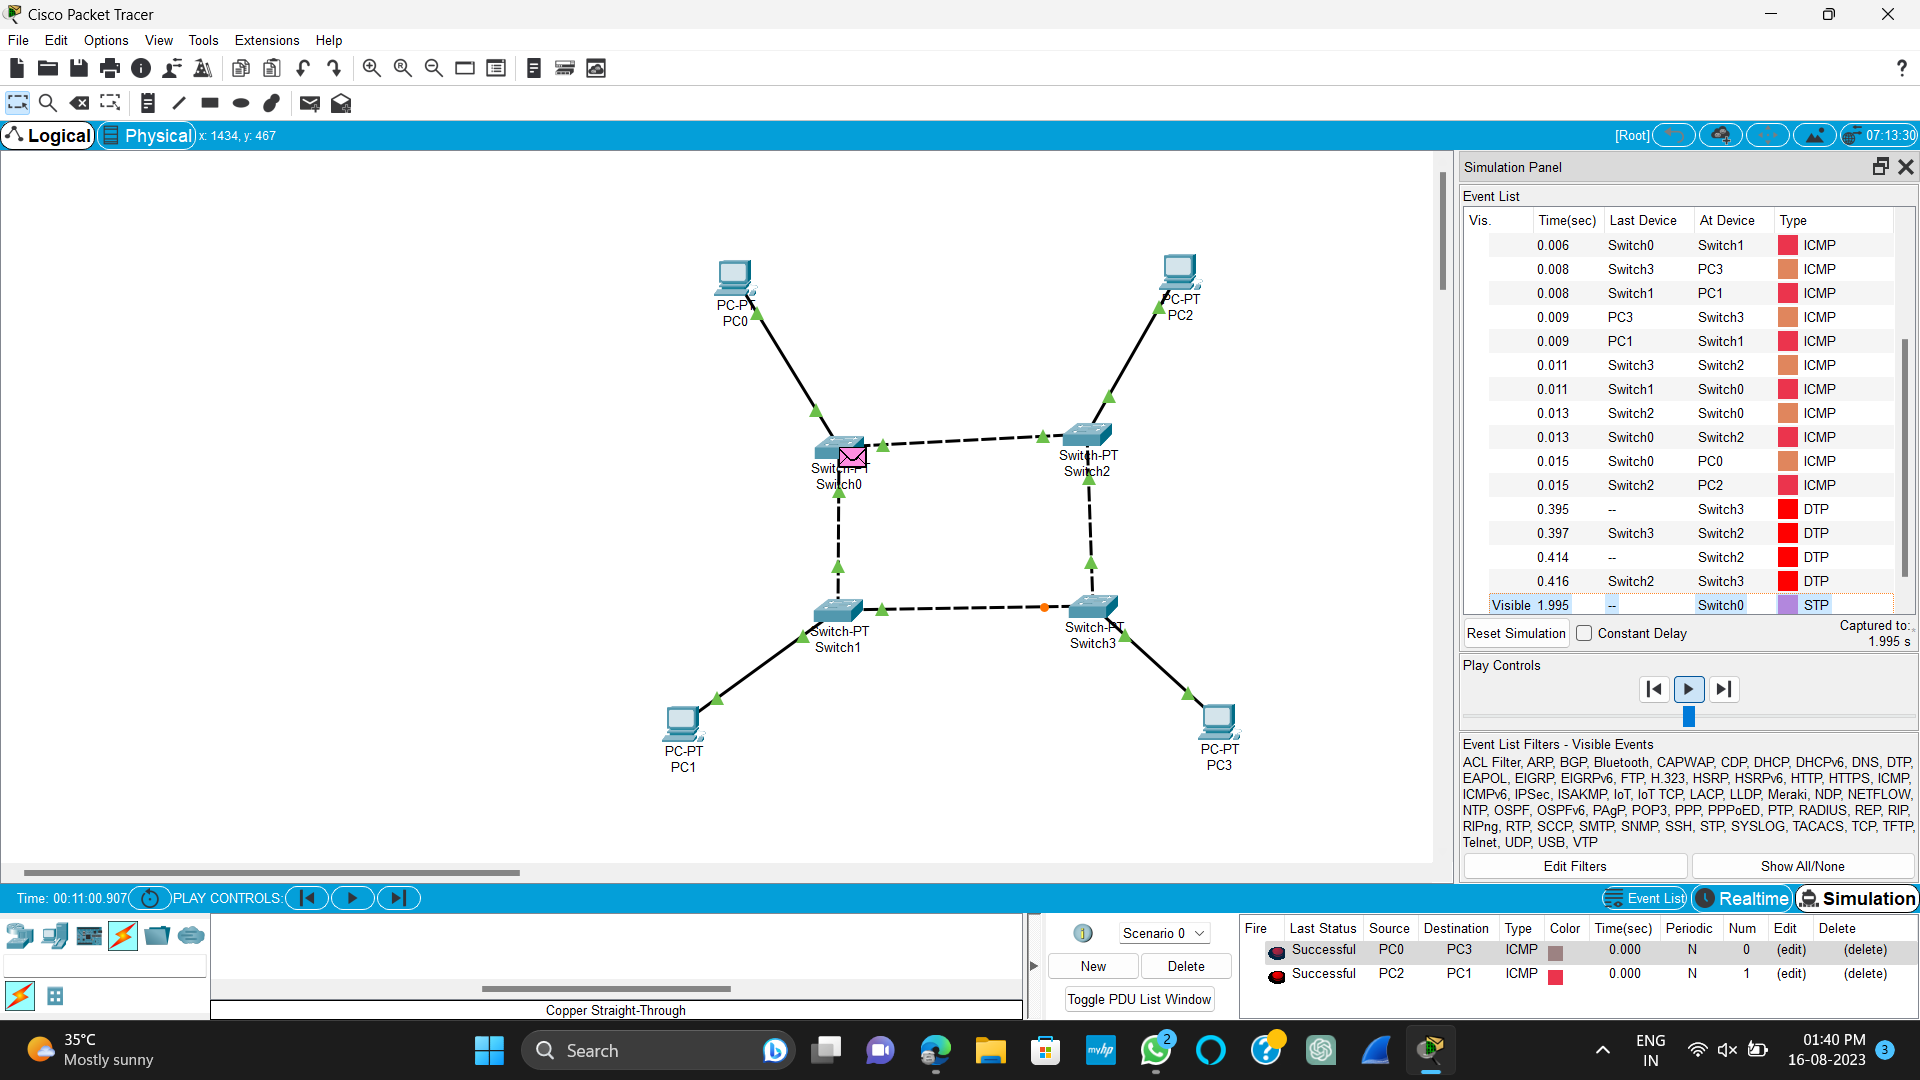 Cisco Packet Tracer
File Edit Options View Tools Extensions Help
?
Logical Physical x: 1434, y: 467 [Root] 07:13:30
PC-PT
PC0
PC-PT
PC2
Switch-PT
Switch0
Switch-PT
Switch2
Switch-PT
Switch1
Switch-PT
Switch3
PC-PT
PC1
PC-PT
PC3
Simulation Panel
Event List
Vis. Time(sec) Last Device At Device Type
0.006 Switch0 Switch1 ICMP
0.008 Switch3 PC3 ICMP
0.008 Switch1 PC1 ICMP
0.009 PC3 Switch3 ICMP
0.009 PC1 Switch1 ICMP
0.011 Switch3 Switch2 ICMP
0.011 Switch1 Switch0 ICMP
0.013 Switch2 Switch0 ICMP
0.013 Switch0 Switch2 ICMP
0.015 Switch0 PC0 ICMP
0.015 Switch2 PC2 ICMP
0.395 -- Switch3 DTP
0.397 Switch3 Switch2 DTP
0.414 -- Switch2 DTP
0.416 Switch2 Switch3 DTP
Visible 1.995 -- Switch0 STP
Reset Simulation Constant Delay Captured to:
1.995 s
Play Controls
Event List Filters - Visible Events
ACL Filter, ARP, BGP, Bluetooth, CAPWAP, CDP, DHCP, DHCPv6, DNS, DTP,
EAPOL, EIGRP, EIGRPv6, FTP, H.323, HSRP, HSRPv6, HTTP, HTTPS, ICMP,
ICMPv6, IPSec, ISAKMP, IoT, IoT TCP, LACP, LLDP, Meraki, NDP, NETFLOW,
NTP, OSPF, OSPFv6, PAgP, POP3, PPP, PPPoED, PTP, RADIUS, REP, RIP,
RIPng, RTP, SCCP, SMTP, SNMP, SSH, STP, SYSLOG, TACACS, TCP, TFTP,
Telnet, UDP, USB, VTP
Edit Filters Show All/None
Time: 00:11:00.907 PLAY CONTROLS: Event List Realtime Simulation
Copper Straight-Through
1 Scenario 0
New Delete
Toggle PDU List Window
Fire Last Status Source Destination Type Color Time(sec) Periodic Num Edit Delete
Successful PC0 PC3 ICMP 0.000 N 0 (edit) (delete)
Successful PC2 PC1 ICMP 0.000 N 1 (edit) (delete)
35°C
Mostly sunny
Search
myhp
2
?
ENG
IN
01:40 PM
16-08-2023
3